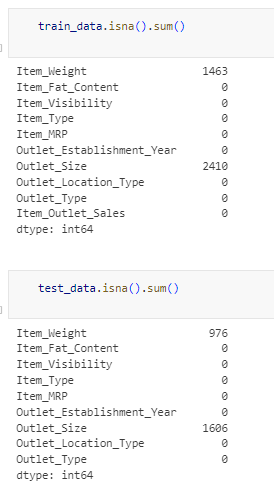 train_data.isna().sum()
Item_Weight 1463
Item_Fat_Content 0
Item_Visibility 0
Item_Type 0
Item_MRP 0
Outlet_Establishment_Year 0
Outlet_Size 2410
Outlet_Location_Type 0
Outlet_Type 0
Item_Outlet_Sales 0
dtype: int64
test_data.isna().sum()
Item_Weight 976
Item_Fat_Content 0
Item_Visibility 0
Item_Type 0
Item_MRP 0
Outlet_Establishment_Year 0
Outlet_Size 1606
Outlet_Location_Type 0
Outlet_Type 0
dtype: int64